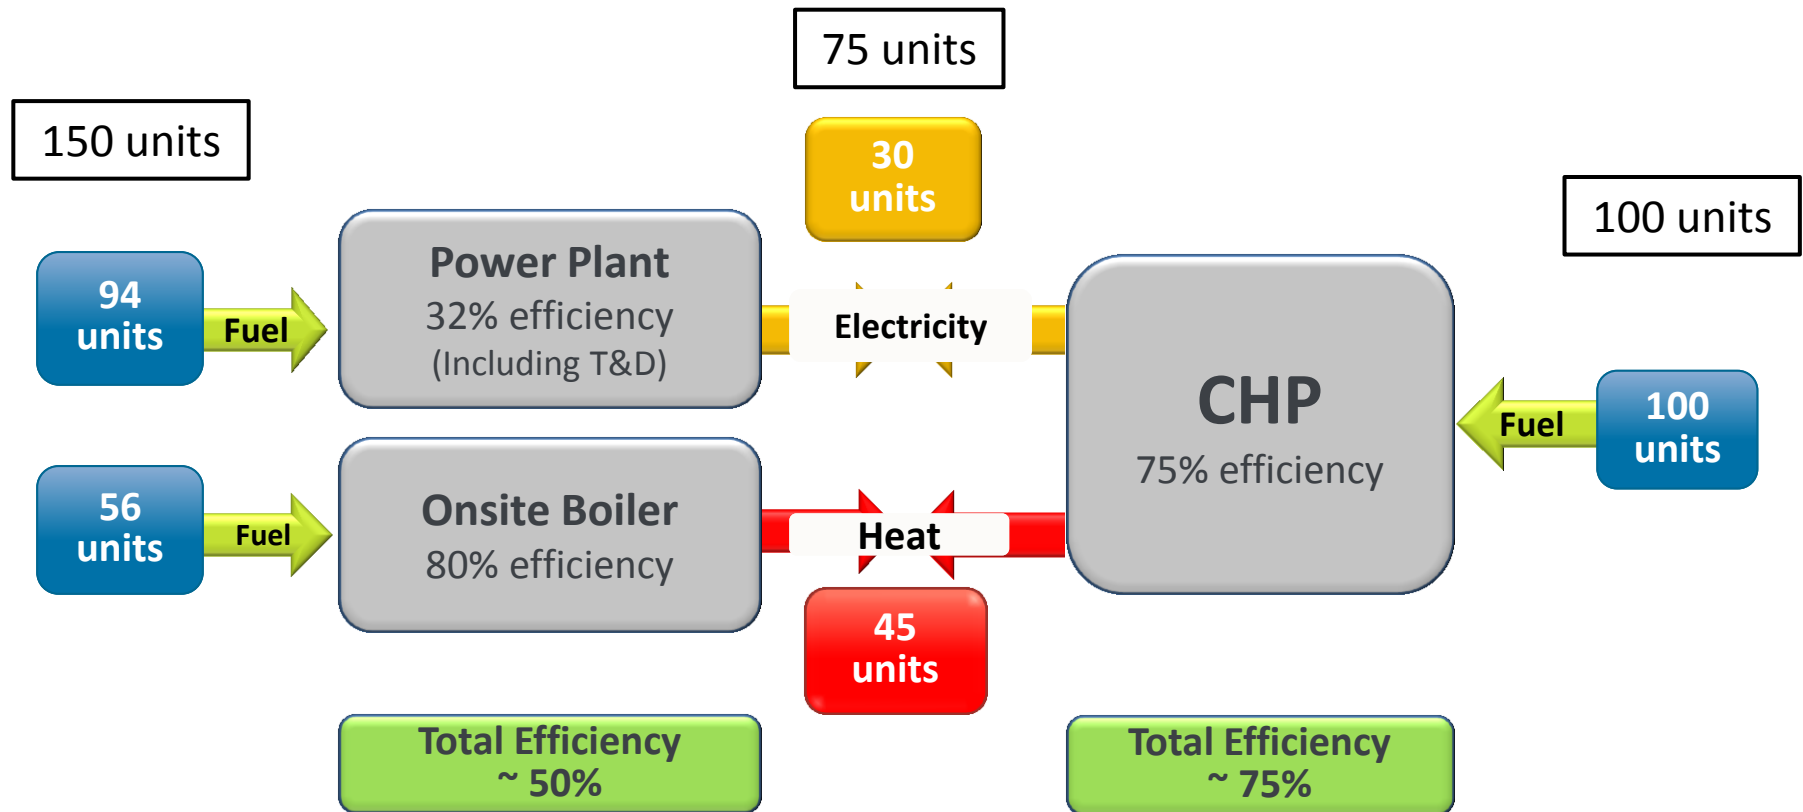 75 units
150 units
30
units
100 units
94
units
Fuel
Power Plant
32% efficiency
(Including T&D)
Electricity
CHP
75% efficiency
Fuel
100
units
56
units
Fuel
Onsite Boiler
80% efficiency
Heat
45
units
Total Efficiency
~ 50%
Total Efficiency
~ 75%